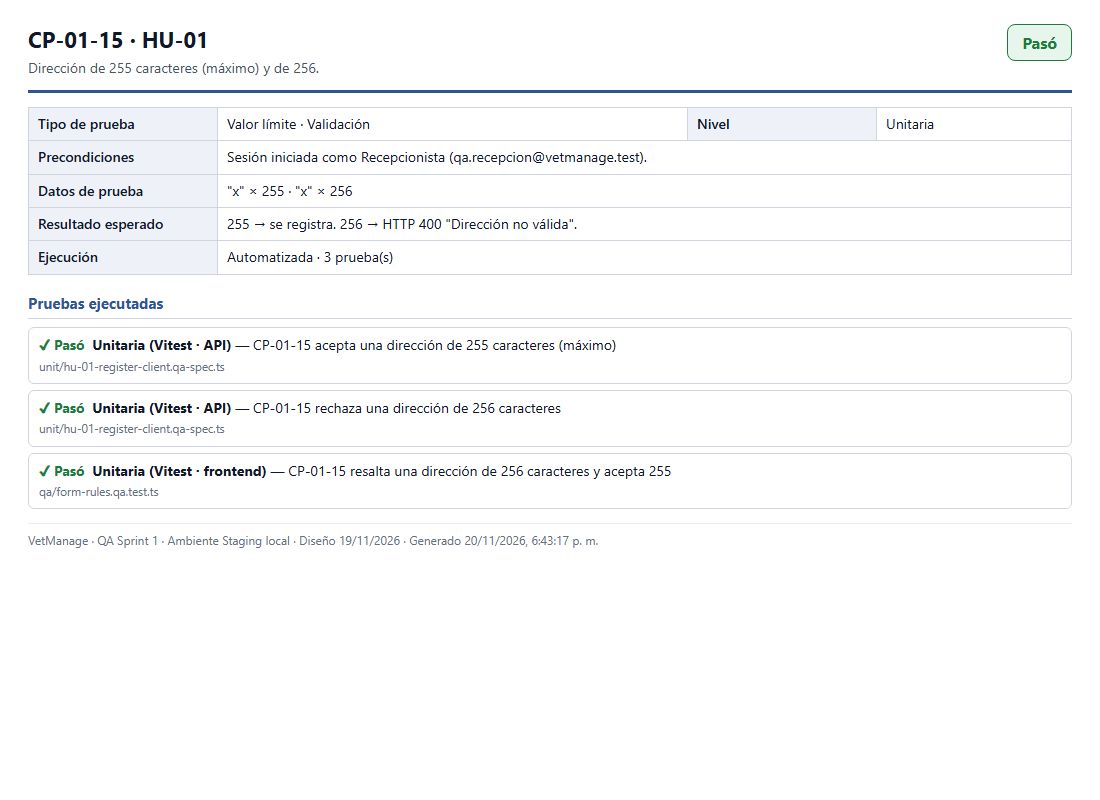 CP-01-15 · HU-01
Pasó
Dirección de 255 caracteres (máximo) y de 256.
Tipo de prueba Valor límite · Validación Nivel Unitaria
Precondiciones Sesión iniciada como Recepcionista (qa.recepcion@vetmanage.test).
Datos de prueba "x" × 255 · "x" × 256
Resultado esperado 255 → se registra. 256 → HTTP 400 "Dirección no válida".
Ejecución Automatizada · 3 prueba(s)
Pruebas ejecutadas
✓ Pasó Unitaria (Vitest · API) — CP-01-15 acepta una dirección de 255 caracteres (máximo)
unit/hu-01-register-client.qa-spec.ts
✓ Pasó Unitaria (Vitest · API) — CP-01-15 rechaza una dirección de 256 caracteres
unit/hu-01-register-client.qa-spec.ts
✓ Pasó Unitaria (Vitest · frontend) — CP-01-15 resalta una dirección de 256 caracteres y acepta 255
qa/form-rules.qa.test.ts
VetManage · QA Sprint 1 · Ambiente Staging local · Diseño 19/11/2026 · Generado 20/11/2026, 6:43:17 p. m.